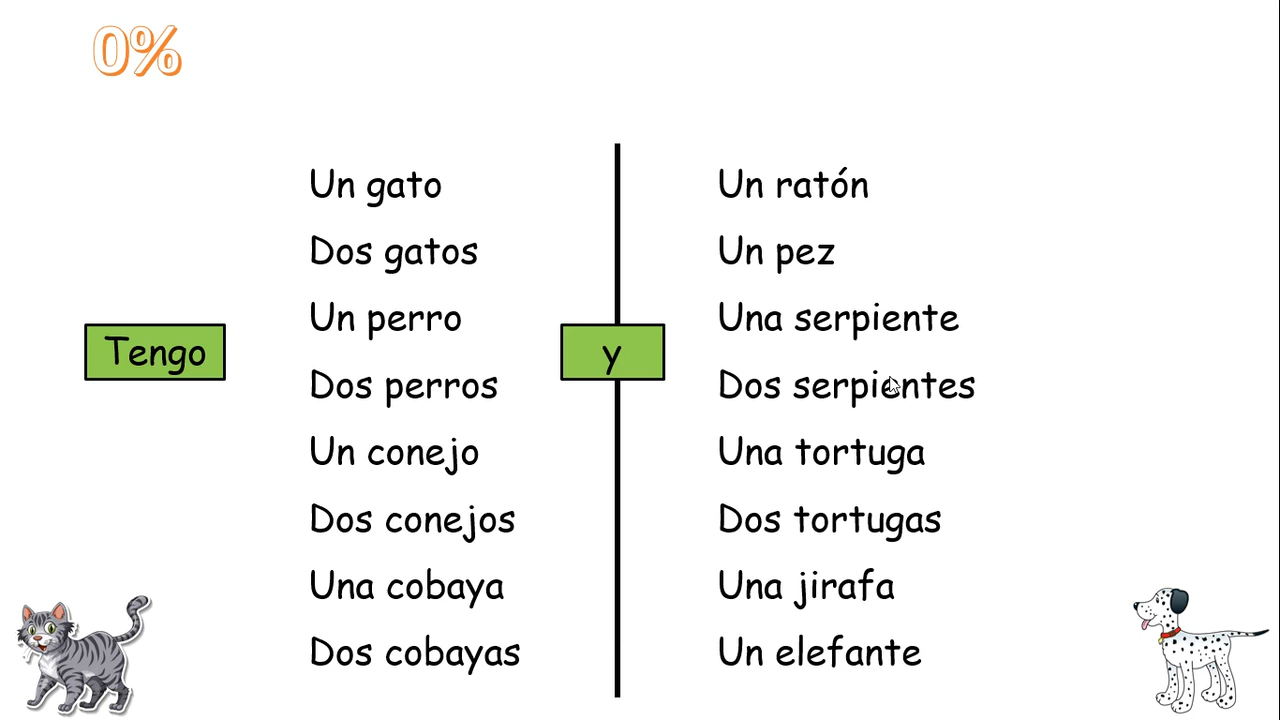 0%
Un gato
Dos gatos
Un perro
Dos perros
Un conejo
Dos conejos
Una cobaya
Dos cobayas
Tengo
y
Un ratón
Un pez
Una serpiente
Dos serpientes
Una tortuga
Dos tortugas
Una jirafa
Un elefante